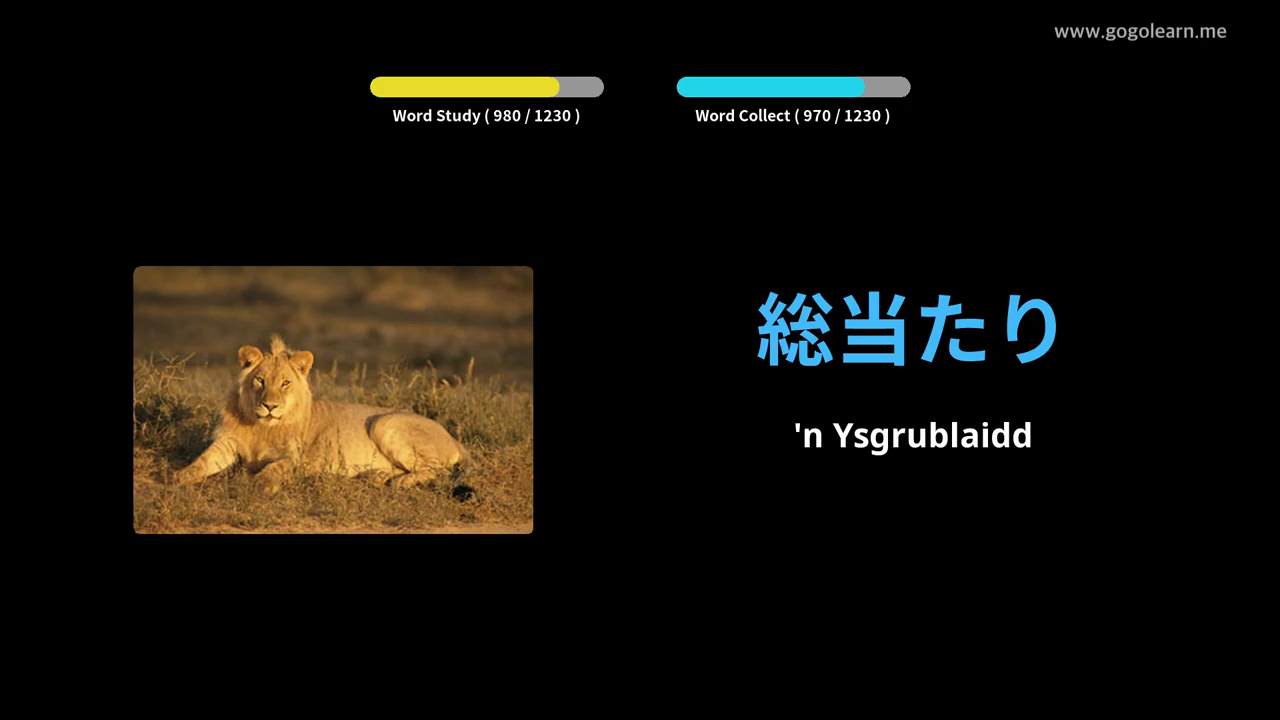 www.gogolearn.me
Word Study ( 980 / 1230 )
Word Collect ( 970 / 1230 )
総当たり
'n Ysgrublaidd